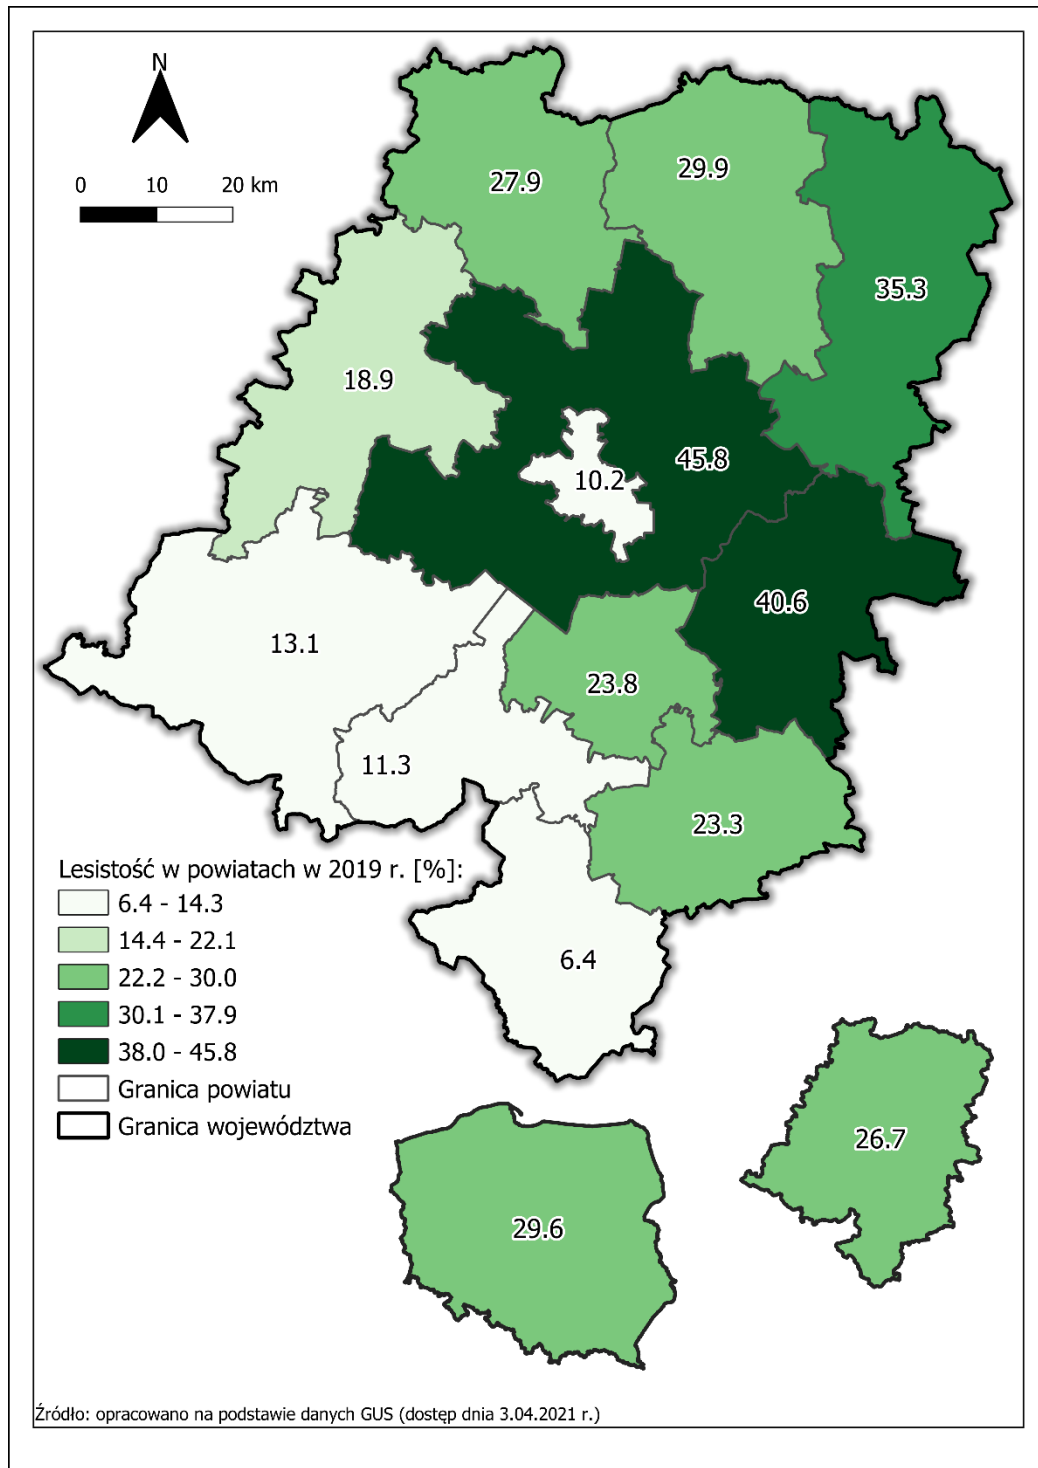 N
0 10 20 km
27.9
29.9
35.3
18.9
45.8
10.2
40.6
13.1
23.8
11.3
23.3
6.4
Lesistość w powiatach w 2019 r. [%]:
6.4 - 14.3
14.4 - 22.1
22.2 - 30.0
30.1 - 37.9
38.0 - 45.8
Granica powiatu
Granica województwa
26.7
29.6
Źródło: opracowano na podstawie danych GUS (dostęp dnia 3.04.2021 r.)